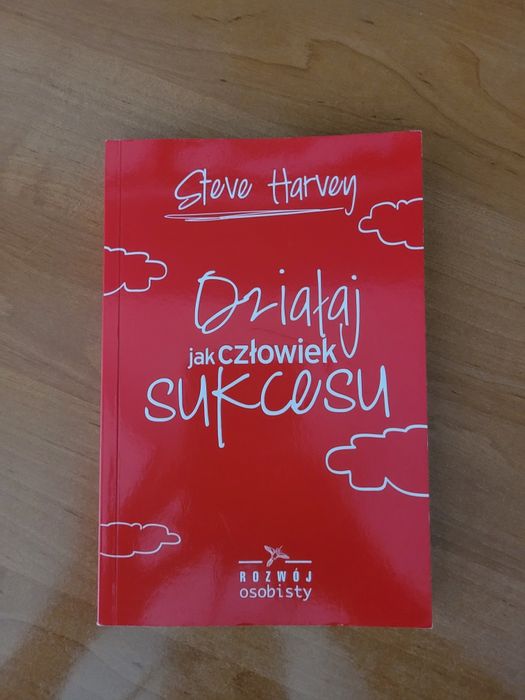 Steve Harvey
Działaj
jak człowiek
sukcesu
ROZWÓJ
osobisty